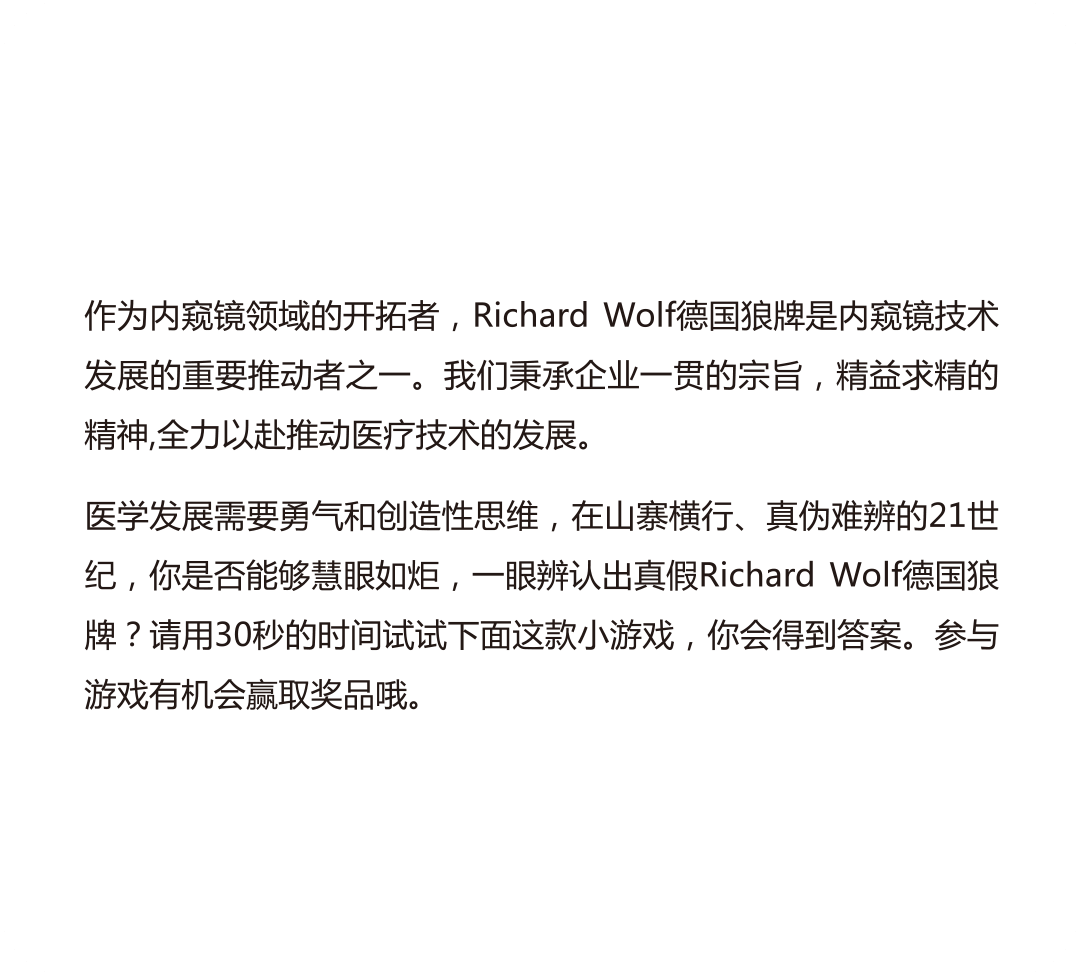 作为内窥镜领域的开拓者，Richard Wolf德国狼牌是内窥镜技术
发展的重要推动者之一。我们秉承企业一贯的宗旨，精益求精的
精神,全力以赴推动医疗技术的发展。
医学发展需要勇气和创造性思维，在山寨横行、真伪难辨的21世
纪，你是否能够慧眼如炬，一眼辨认出真假Richard Wolf德国狼
牌？请用30秒的时间试试下面这款小游戏，你会得到答案。参与
游戏有机会赢取奖品哦。